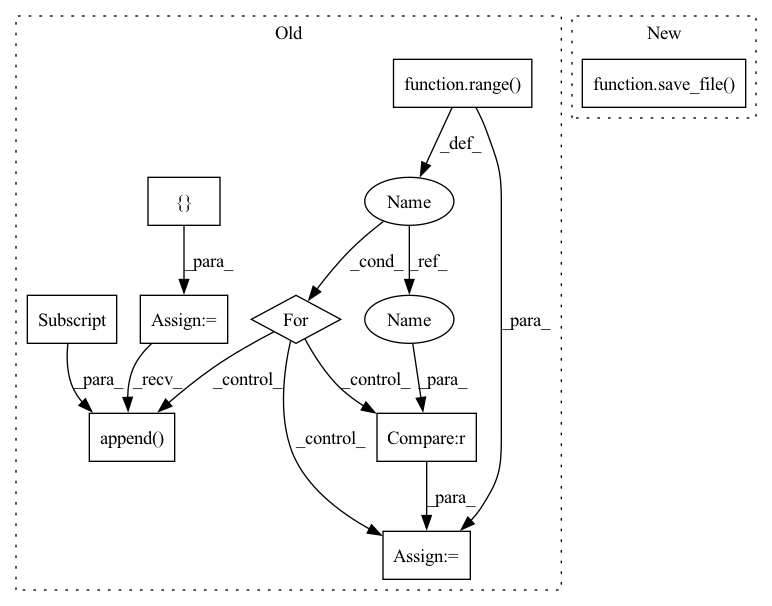 Old
New
function.range()
function.save_file()
_def_
{}
Name
_para_
_cond_
_ref_
_para_
Subscript
Assign:=
For
Name
_para_
_recv_
_control_
_control_
_para_
append()
_control_
Compare:r
_para_
Assign:=